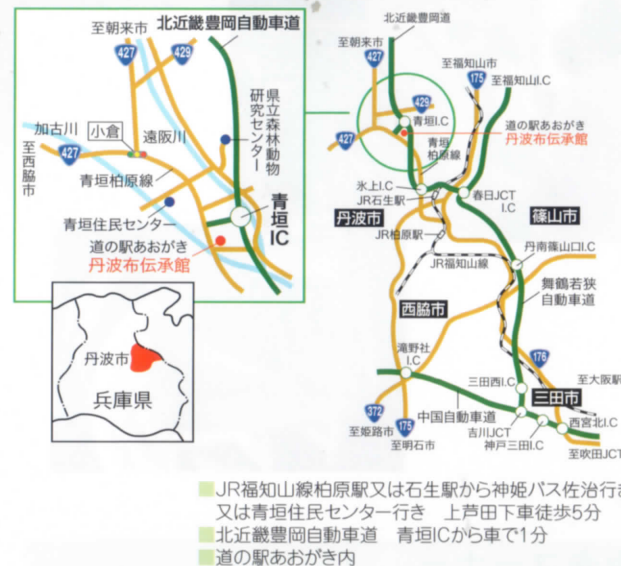 至朝来市
427
429
北近畿豊岡自動車道
加古川
小倉
遠阪川
県立森林動物
研究センター
至西脇市
427
青垣柏原線
青垣住民センター
青垣
IC
道の駅あおがき
丹波布伝承館
丹波市
兵庫県
北近畿豊岡道
至朝来市
427
至福知山市
175
至福知山I.C
429
青垣I.C
道の駅あおがき
丹波布伝承館
427
青垣
柏原線
氷上I.C
JR石生駅
春日JCT
I.C
丹波市
篠山市
JR柏原駅
丹南篠山口I.C
JR福知山線
舞鶴若狭
自動車道
西脇市
滝野社
I.C
176
至大阪駅
三田西I.C
三田市
372
至姫路市
175
至明石市
中国自動車道
吉川JCT
神戸三田I.C
西宮北I.C
至吹田JCT
JR福知山線柏原駅又は石生駅から神姫バス佐治行き
又は青垣住民センター行き 上芦田下車徒歩5分
北近畿豊岡自動車道 青垣ICから車で1分
道の駅あおがき内